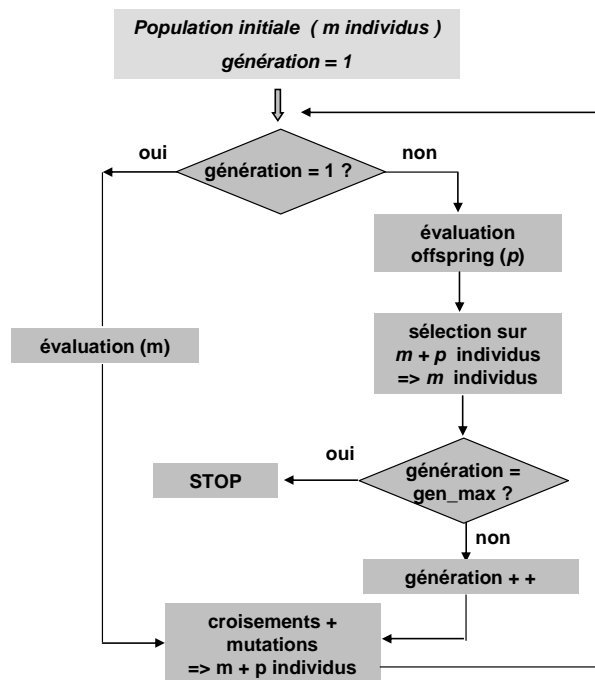 Population initiale ( m individus )
génération = 1
oui
non
génération = 1 ?
évaluation
offspring (p)
évaluation (m)
sélection sur
m + p individus
=> m individus
oui
STOP
génération =
gen_max ?
non
génération + +
croisements +
mutations
=> m + p individus